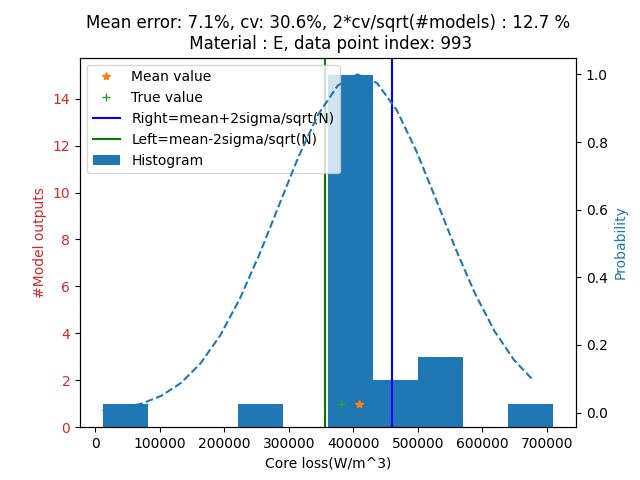 Mean error: 7.1%, cv: 30.6%, 2*cv/sqrt(#models) : 12.7 %
Material : E, data point index: 993
Mean value
True value
Right=mean+2sigma/sqrt(N)
Left=mean-2sigma/sqrt(N)
Histogram
#Model outputs
0
2
4
6
8
10
12
14
Probability
0.0
0.2
0.4
0.6
0.8
1.0
0 100000 200000 300000 400000 500000 600000 700000
Core loss(W/m^3)